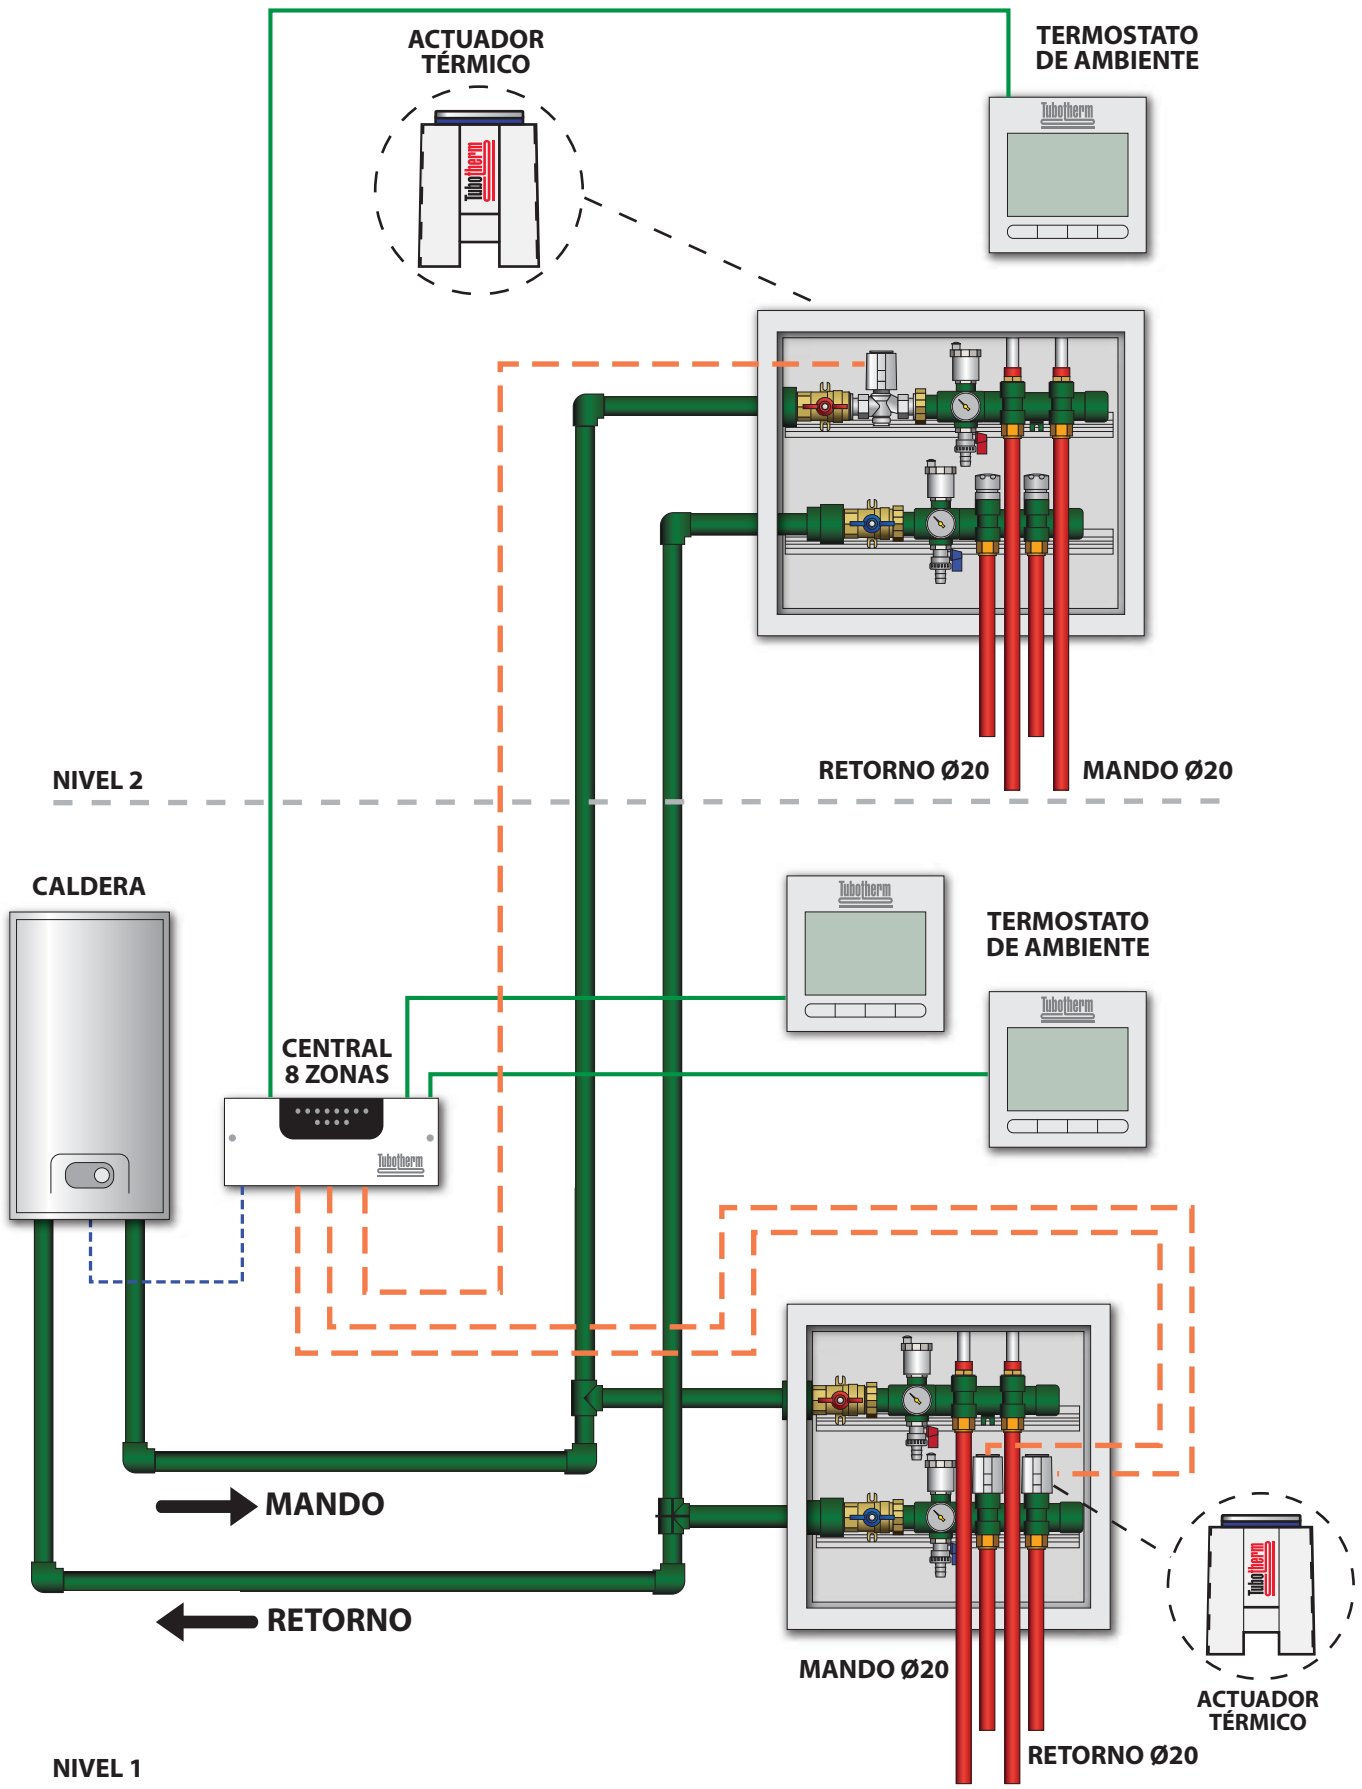 ACTUADOR
TÉRMICO
TERMOSTATO
DE AMBIENTE
Tubotherm
Tubotherm
RETORNO Ø20
MANDO Ø20
NIVEL 2
CALDERA
Tubotherm
TERMOSTATO
DE AMBIENTE
Tubotherm
CENTRAL
8 ZONAS
Tubotherm
MANDO
RETORNO
Tubotherm
MANDO Ø20
ACTUADOR
TÉRMICO
RETORNO Ø20
NIVEL 1